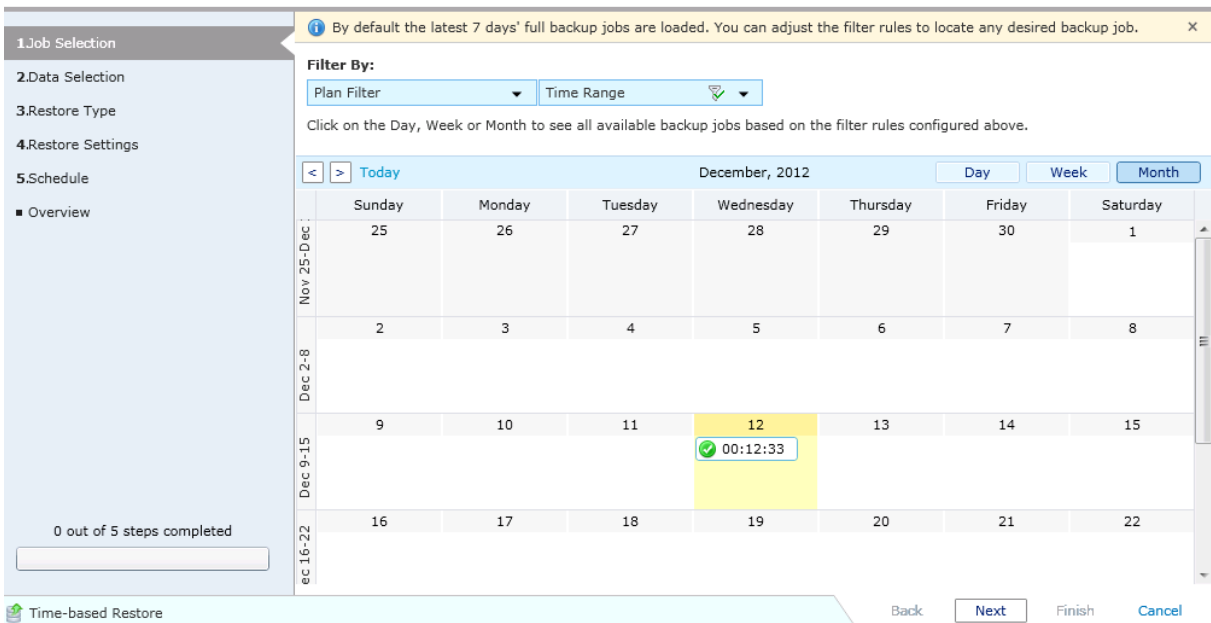 1.Job Selection
2.Data Selection
3.Restore Type
4.Restore Settings
5.Schedule
Overview
0 out of 5 steps completed
By default the latest 7 days' full backup jobs are loaded. You can adjust the filter rules to locate any desired backup job.
Filter By:
Plan Filter
Time Range
Click on the Day, Week or Month to see all available backup jobs based on the filter rules configured above.
< > Today December, 2012 Day Week Month
Sunday Monday Tuesday Wednesday Thursday Friday Saturday
Nov 25-Dec
25 26 27 28 29 30 1
Dec 2-8
2 3 4 5 6 7 8
Dec 9-15
9 10 11 12 13 14 15
00:12:33
ec 16-22
16 17 18 19 20 21 22
Time-based Restore
Back Next Finish Cancel